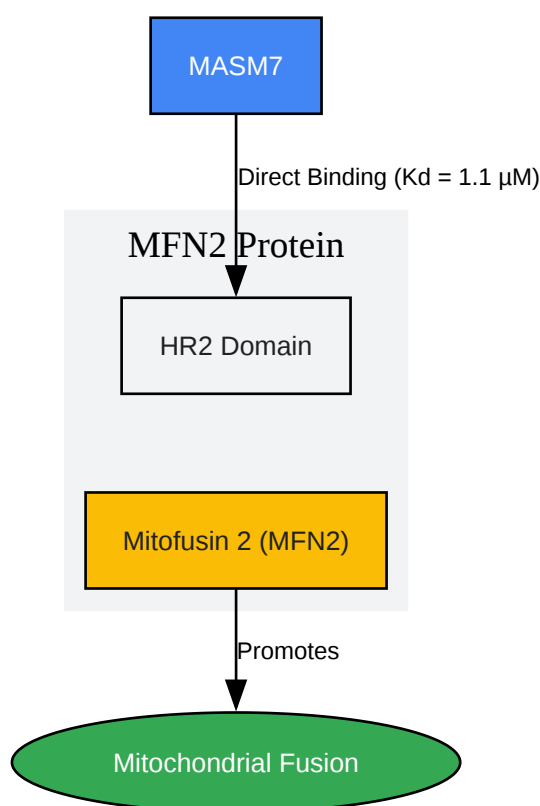 MASM7
Direct Binding (Kd = 1.1 µM)
MFN2 Protein
HR2 Domain
Mitofusin 2 (MFN2)
Promotes
Mitochondrial Fusion